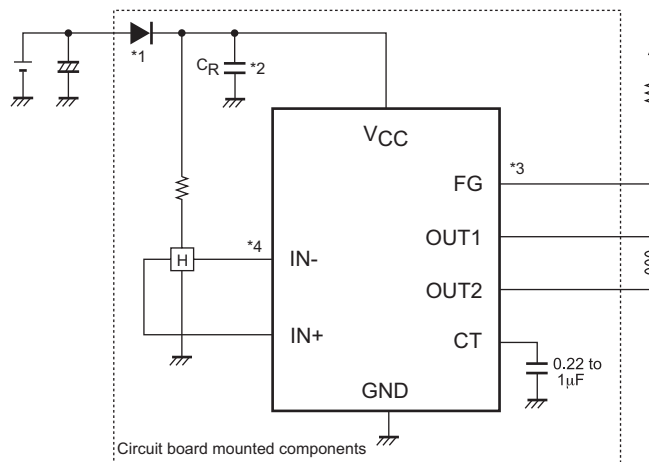 *1
CR
*2
VCC
*3
FG
OUT1
*4
H
IN-
OUT2
IN+
CT
0.22 to
1μF
GND
Circuit board mounted components